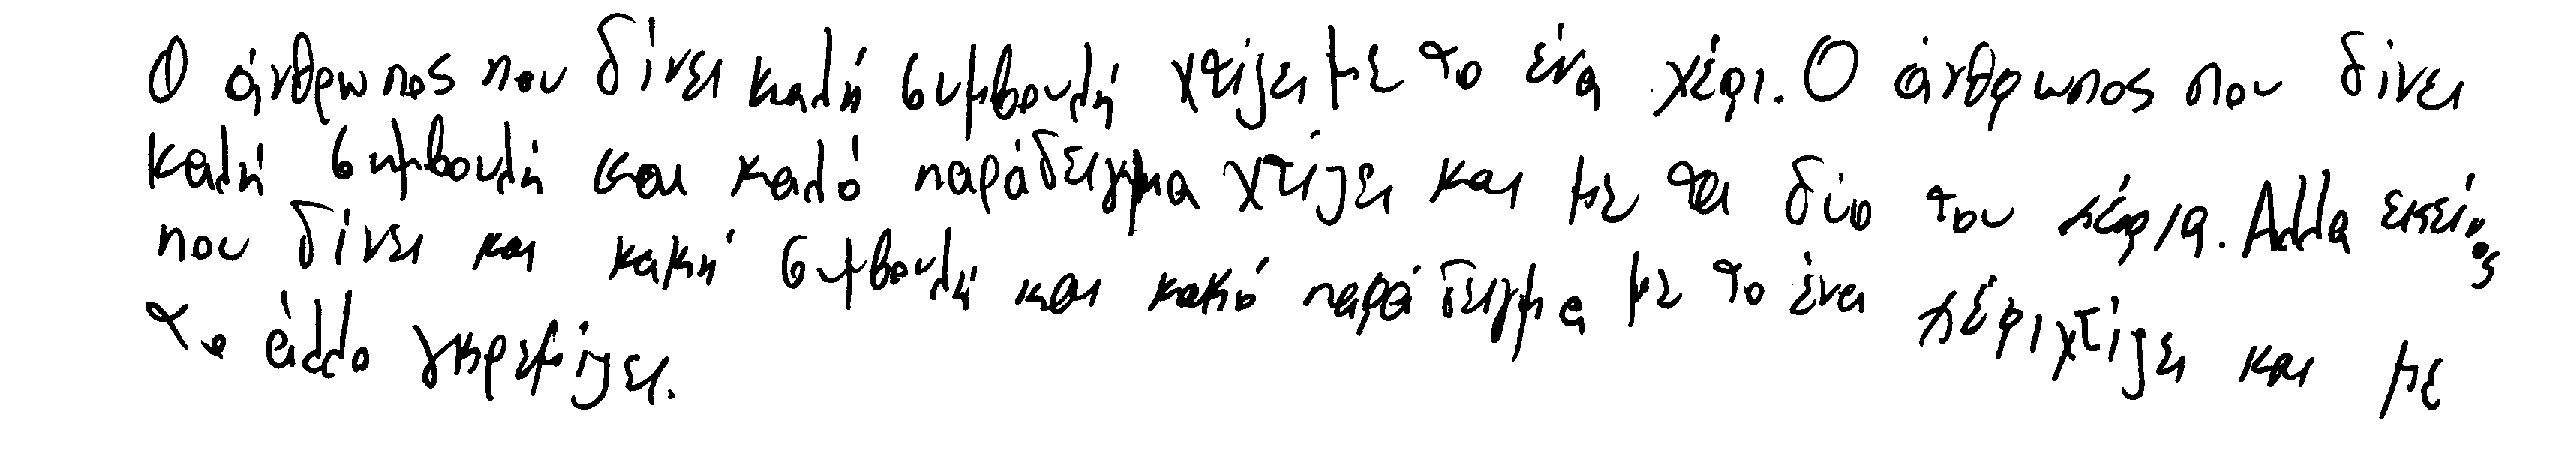 Ο άνθρωπος που δίνει καλή συμβουλή χτίζει με το ένα χέρι. Ο άνθρωπος που δίνει
καλή συμβουλή και καλό παράδειγμα χτίζει και με τα δύο του χέρια. Αλλα εκείνος
που δίνει και κακή συμβουλή και κακό παράδειγμα με το ένα χέρι χτίζει και με
το άλλο γκρεμίζει.